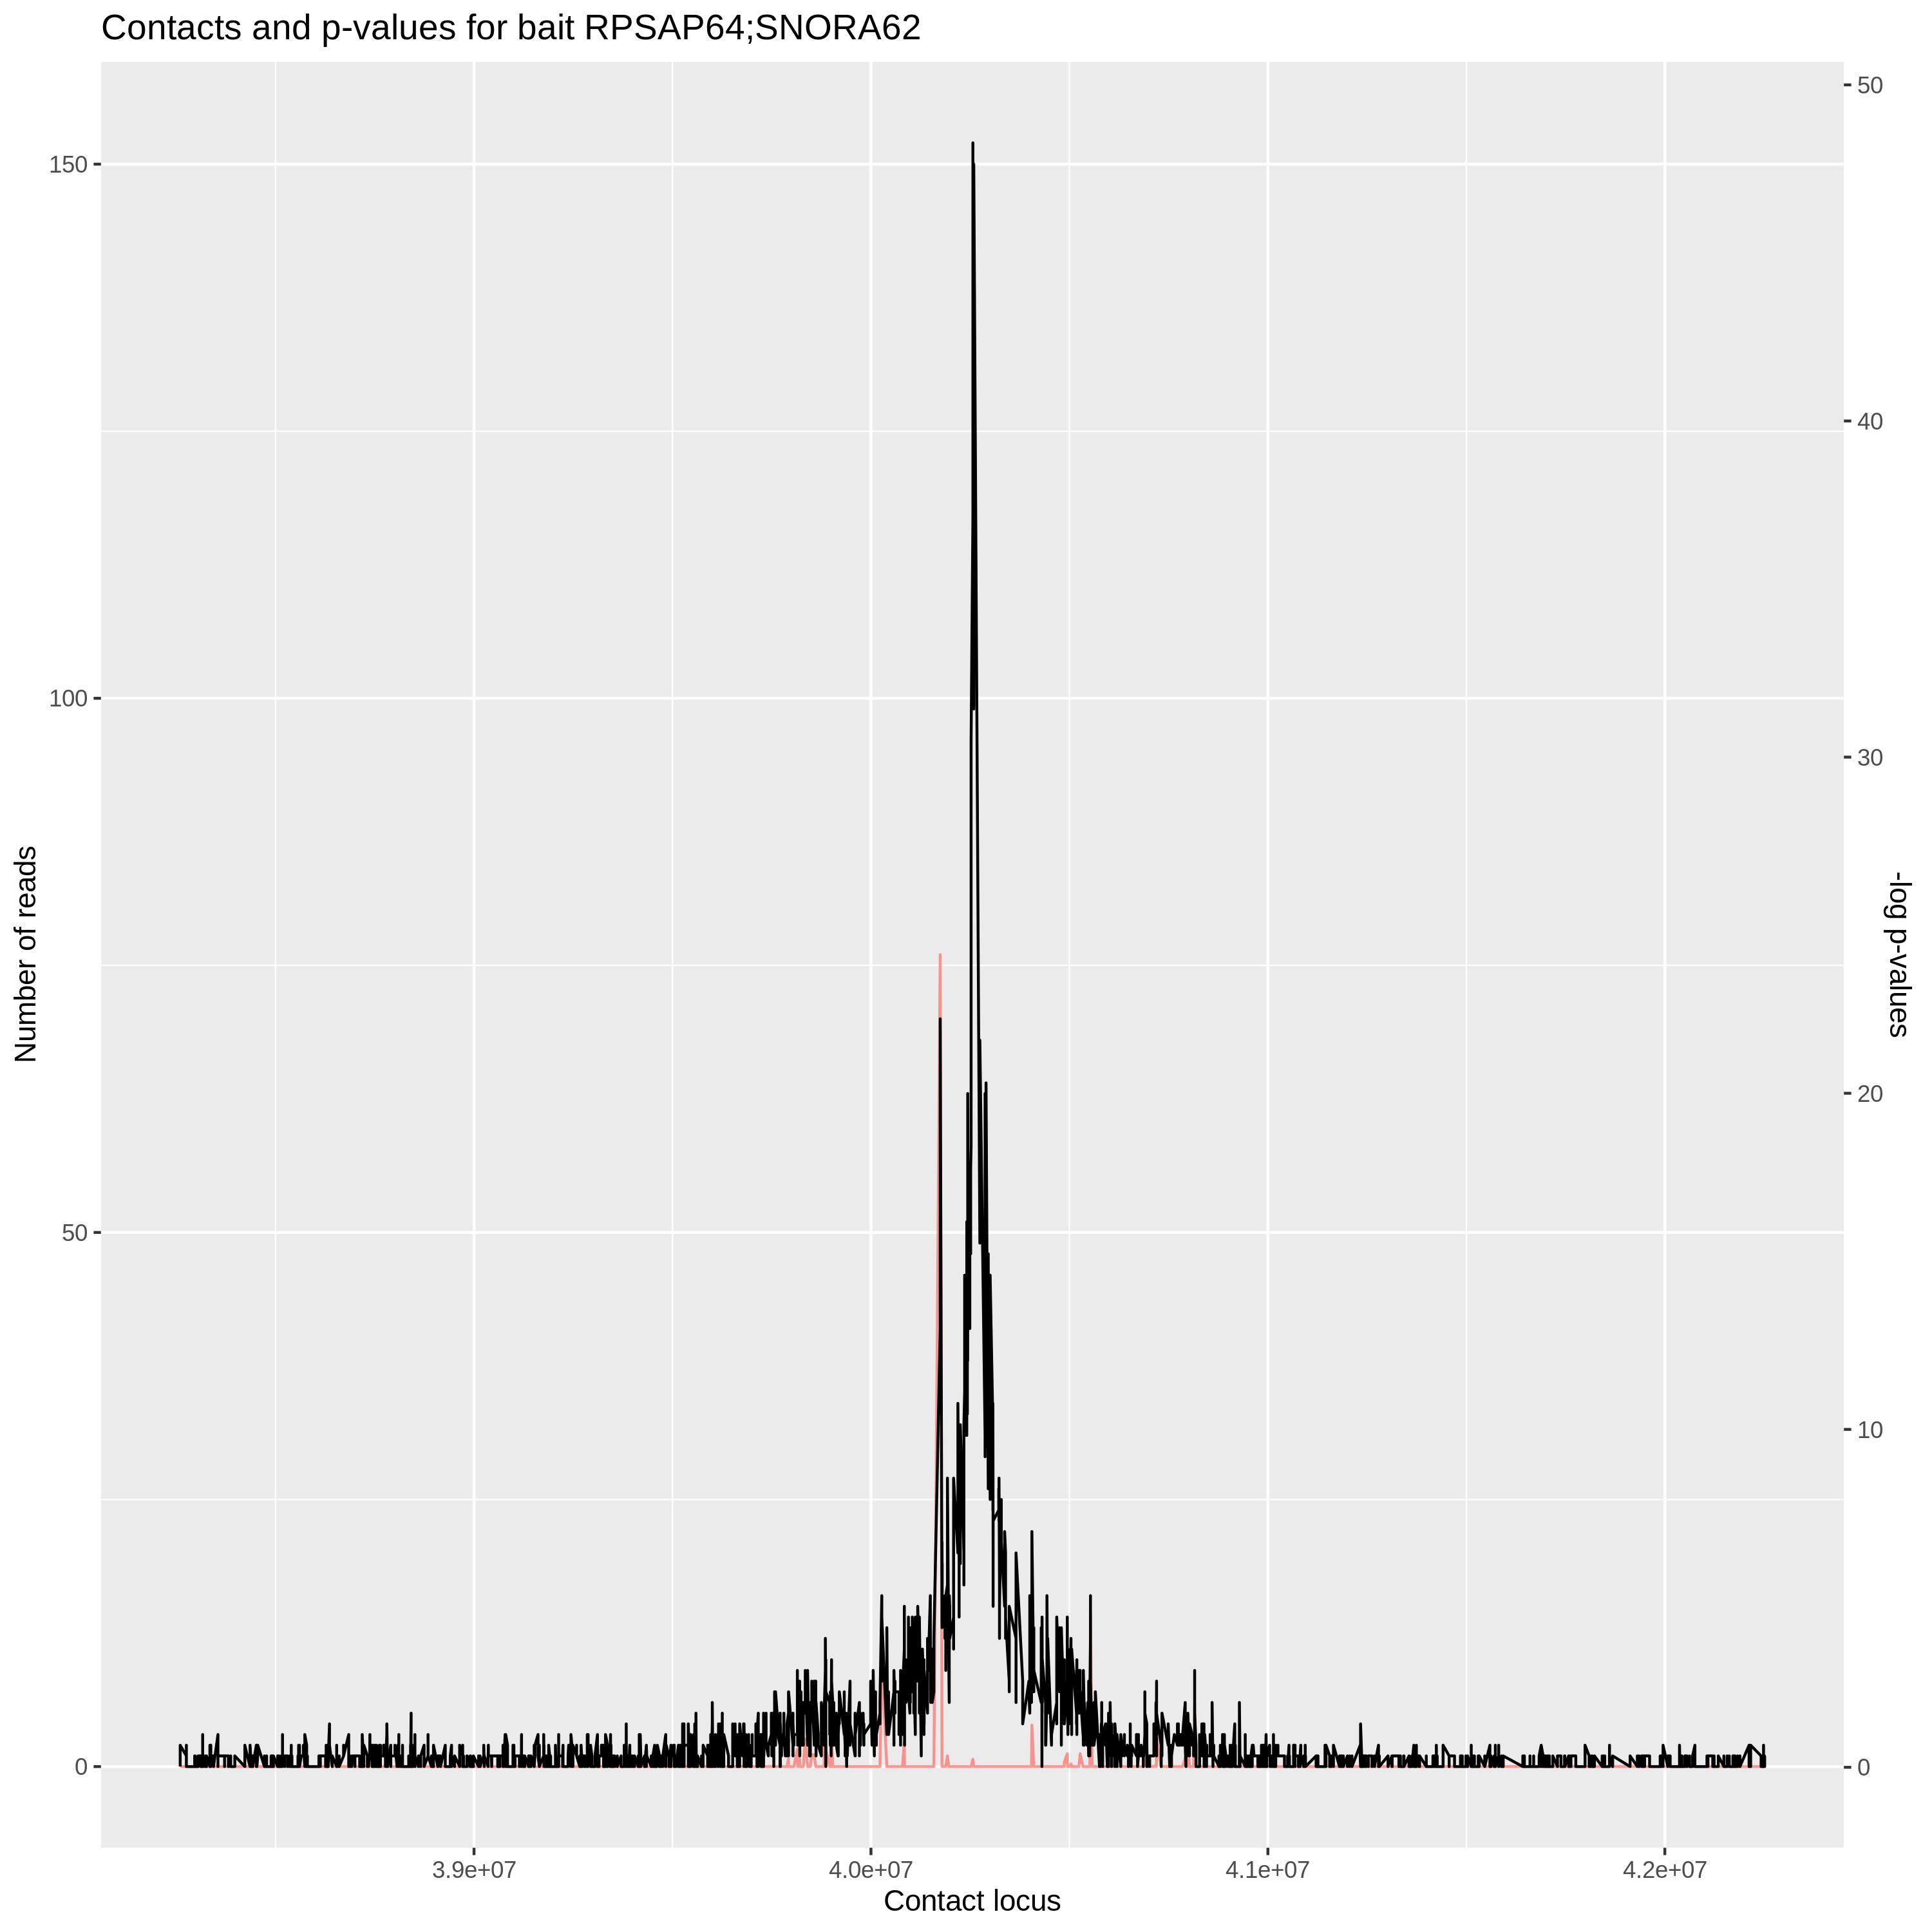 Contacts and p-values for bait RPSAP64;SNORA62
150
100
50
0
Number of reads
50
40
30
20
10
0
-log p-values
3.9e+07
4.0e+07
4.1e+07
4.2e+07
Contact locus